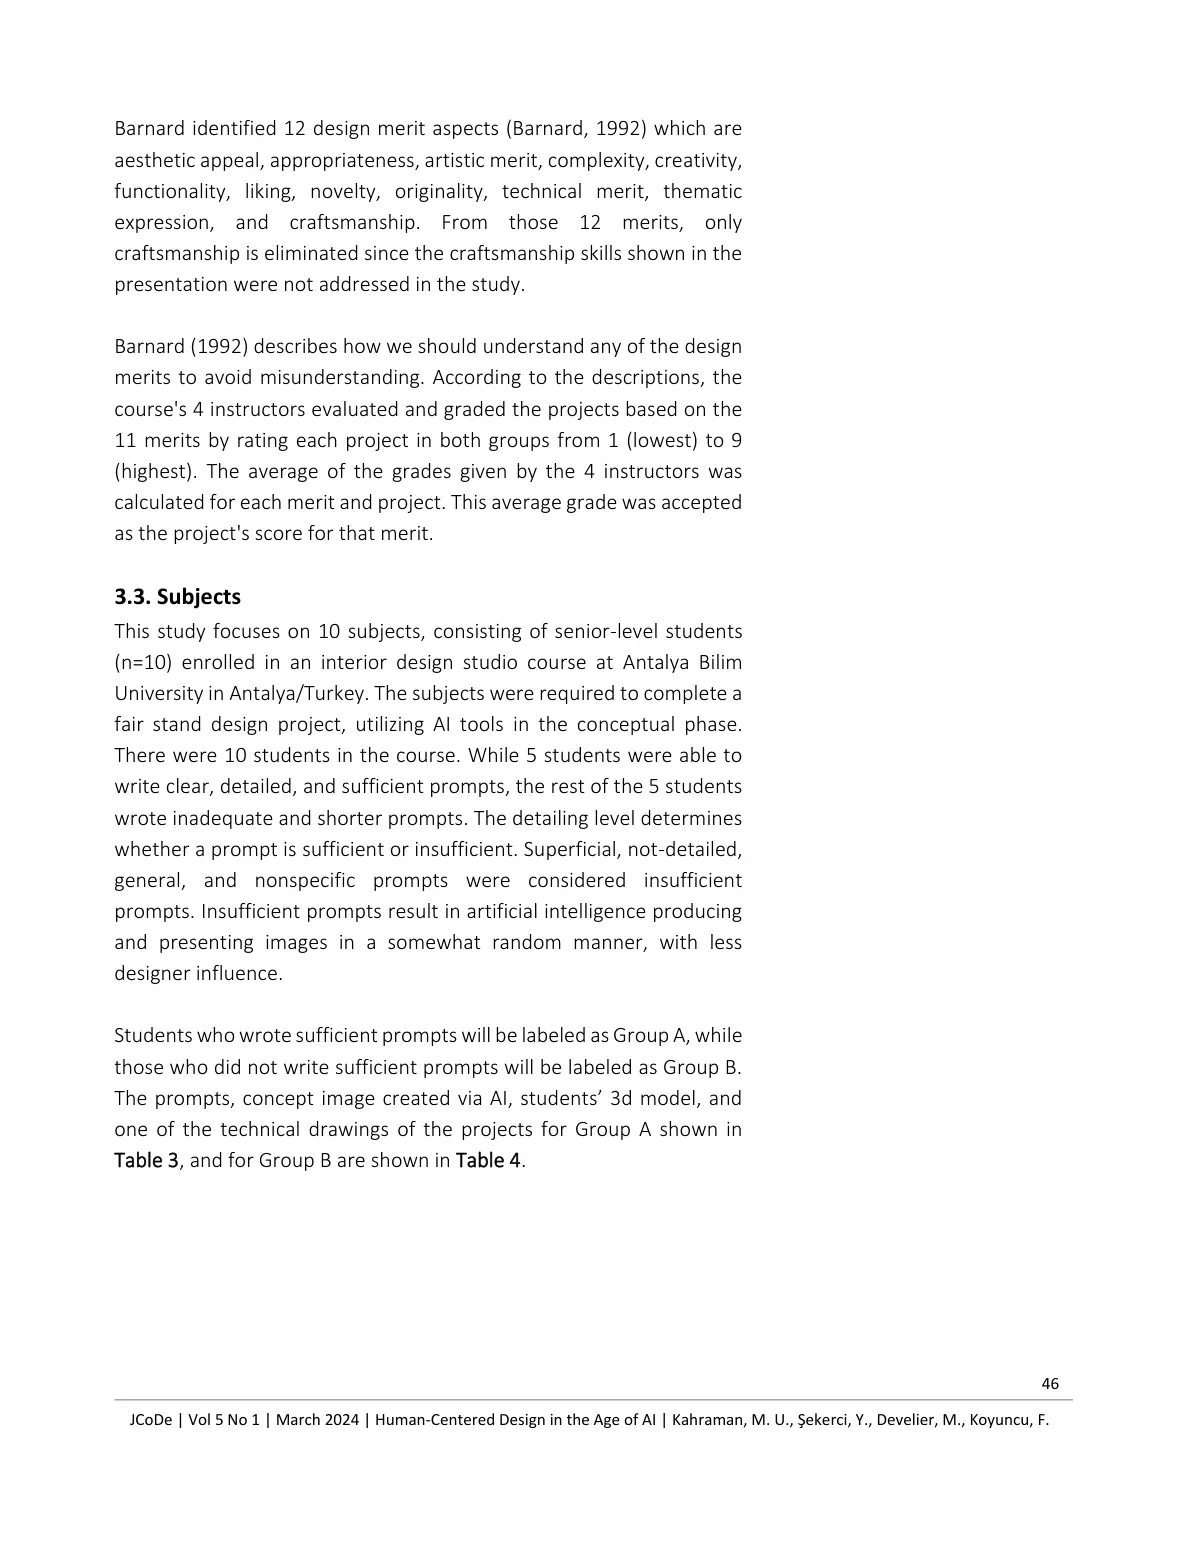 Barnard identified 12 design merit aspects (Barnard, 1992) which are
aesthetic appeal, appropriateness, artistic merit, complexity, creativity,
functionality, liking, novelty, originality, technical merit, thematic
expression, and craftsmanship. From those 12 merits, only
craftsmanship is eliminated since the craftsmanship skills shown in the
presentation were not addressed in the study.
Barnard (1992) describes how we should understand any of the design
merits to avoid misunderstanding. According to the descriptions, the
course's 4 instructors evaluated and graded the projects based on the
11 merits by rating each project in both groups from 1 (lowest) to 9
(highest). The average of the grades given by the 4 instructors was
calculated for each merit and project. This average grade was accepted
as the project's score for that merit.
3.3. Subjects
This study focuses on 10 subjects, consisting of senior-level students
(n=10) enrolled in an interior design studio course at Antalya Bilim
University in Antalya/Turkey. The subjects were required to complete a
fair stand design project, utilizing AI tools in the conceptual phase.
There were 10 students in the course. While 5 students were able to
write clear, detailed, and sufficient prompts, the rest of the 5 students
wrote inadequate and shorter prompts. The detailing level determines
whether a prompt is sufficient or insufficient. Superficial, not-detailed,
general, and nonspecific prompts were considered insufficient
prompts. Insufficient prompts result in artificial intelligence producing
and presenting images in a somewhat random manner, with less
designer influence.
Students who wrote sufficient prompts will be labeled as Group A, while
those who did not write sufficient prompts will be labeled as Group B.
The prompts, concept image created via AI, students’ 3d model, and
one of the technical drawings of the projects for Group A shown in
Table 3, and for Group B are shown in Table 4.
46
JCoDe | Vol 5 No 1 | March 2024 | Human-Centered Design in the Age of AI | Kahraman, M. U., Şekerci, Y., Develier, M., Koyuncu, F.